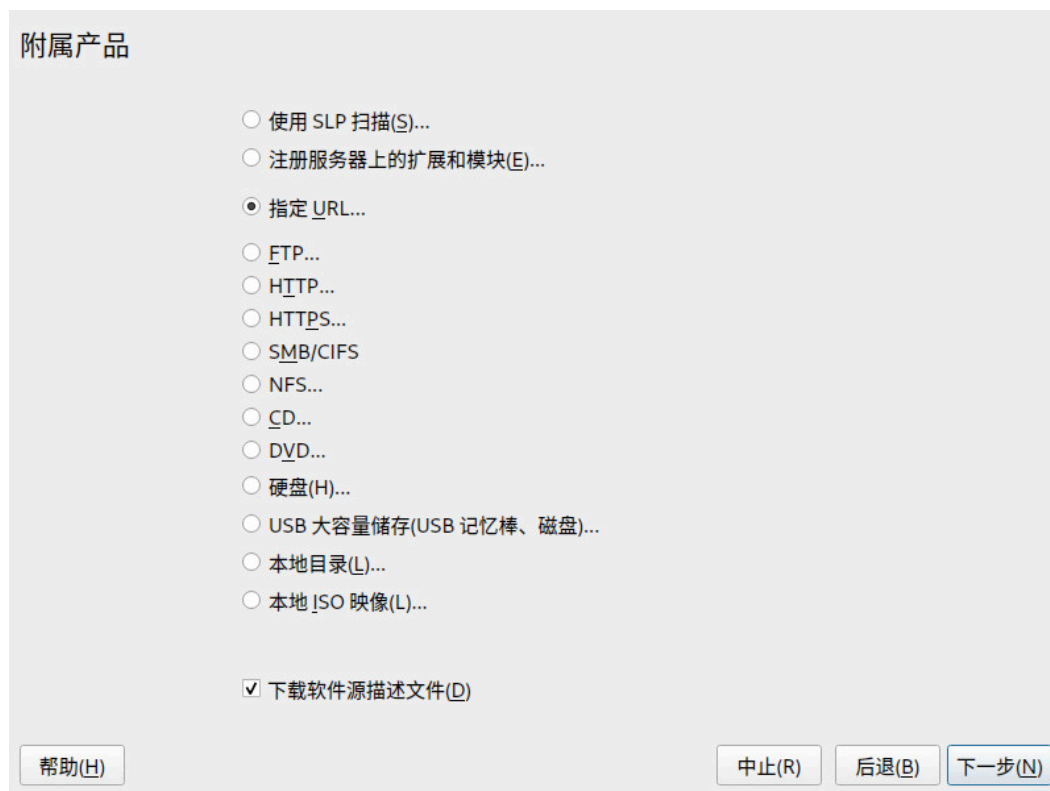 附属产品
使用 SLP 扫描(S)...
注册服务器上的扩展和模块(E)...
指定 URL...
FTP...
HTTP...
HTTPS...
SMB/CIFS
NFS...
CD...
DVD...
硬盘(H)...
USB 大容量储存(USB 记忆棒、磁盘)...
本地目录(L)...
本地 ISO 映像(L)...
下载软件源描述文件(D)
帮助(H) 中止(R) 后退(B) 下一步(N)